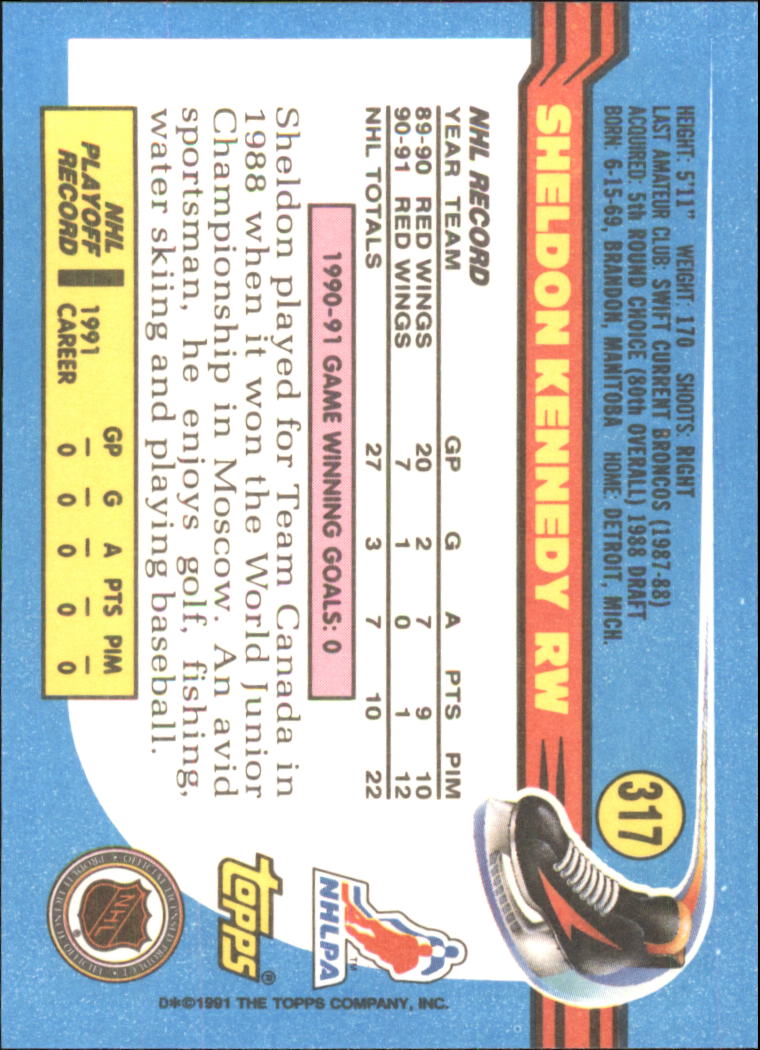 HEIGHT: 5'11" WEIGHT: 170 SHOOTS: RIGHT
LAST AMATEUR CLUB: SWIFT CURRENT BRONCOS (1987-88)
ACQUIRED: 5th ROUND CHOICE (80th OVERALL) 1988 DRAFT
BORN: 6-15-69, BRANDON, MANITOBA HOME: DETROIT, MICH.
317
SHELDON KENNEDY RW
NHL RECORD
YEAR TEAM GP G A PTS PIM
89-90 RED WINGS 20 2 7 9 10
90-91 RED WINGS 7 1 0 1 12
NHL TOTALS 27 3 7 10 22
1990-91 GAME WINNING GOALS: 0
Sheldon played for Team Canada in
1988 when it won the World Junior
Championship in Moscow. An avid
sportsman, he enjoys golf, fishing,
water skiing and playing baseball.
NHL PLAYOFF RECORD
GP G A PTS PIM
1991 — — — — —
CAREER 0 0 0 0 0
NHLPA™
TOPPS®
NHL
®
D*©1991 THE TOPPS COMPANY, INC.